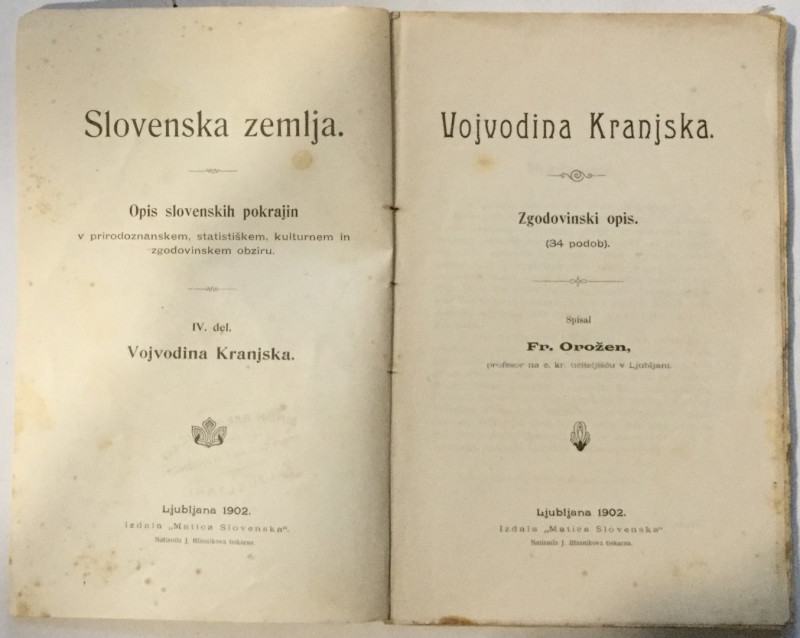 Slovenska zemlja.
Opis slovenskih pokrajin
v prirodoznanskem, statistiškem, kulturnem in
zgodovinskem obziru.
IV. del.
Vojvodina Kranjska.
Ljubljana 1902.
Izdala „Matica Slovenska“.
Natisnila J. Blasnikova tiskarna.
Vojvodina Kranjska.
Zgodovinski opis.
(34 podob).
Spisal
Fr. Orožen,
profesor na c. kr. učiteljišču v Ljubljani.
Ljubljana 1902.
Izdala „Matica Slovenska“.
Natisnila J. Blasnikova tiskarna.